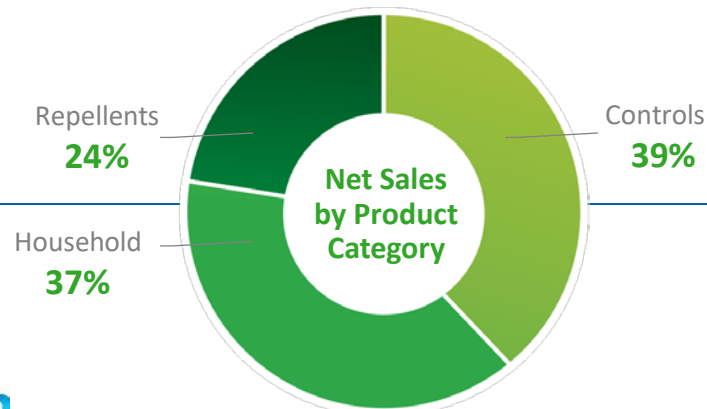 Repellents
24%
Controls
39%
Net Sales
by Product
Category
Household
37%